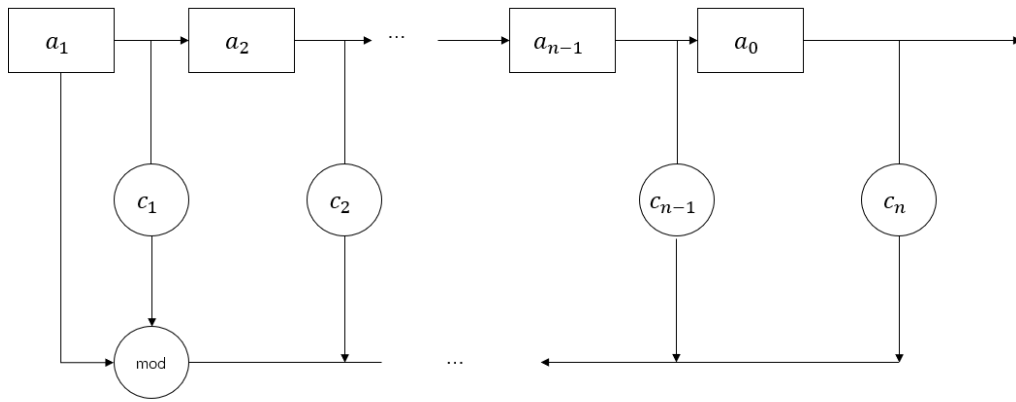 a₁ a₂ ⋯ aₙ₋₁ a₀
c₁ c₂ cₙ₋₁ cₙ
mod ⋯